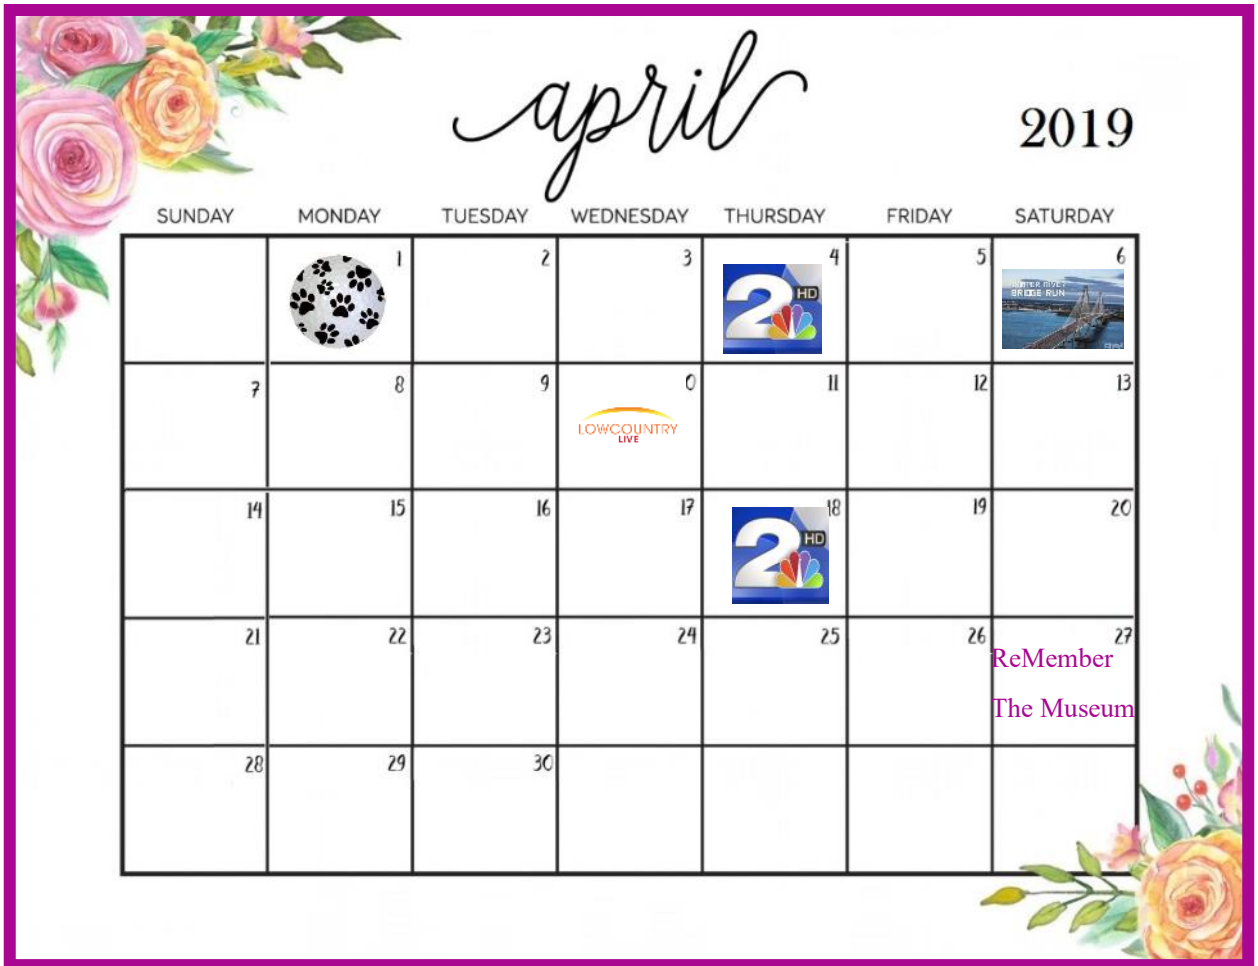 april
2019
SUNDAY MONDAY TUESDAY WEDNESDAY THURSDAY FRIDAY SATURDAY
1 2 3 4 5 6
2 HD
BRIDGE RUN
7 8 9 0 11 12 13
LOWCOUNTRY
LIVE
14 15 16 17 18 19 20
2 HD
21 22 23 24 25 26 27
ReMember
The Museum
28 29 30